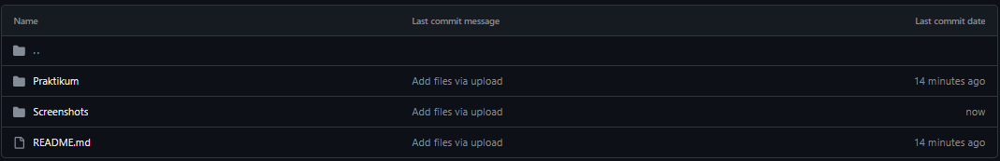 Name Last commit message Last commit date
..
Praktikum Add files via upload 14 minutes ago
Screenshots Add files via upload now
README.md Add files via upload 14 minutes ago